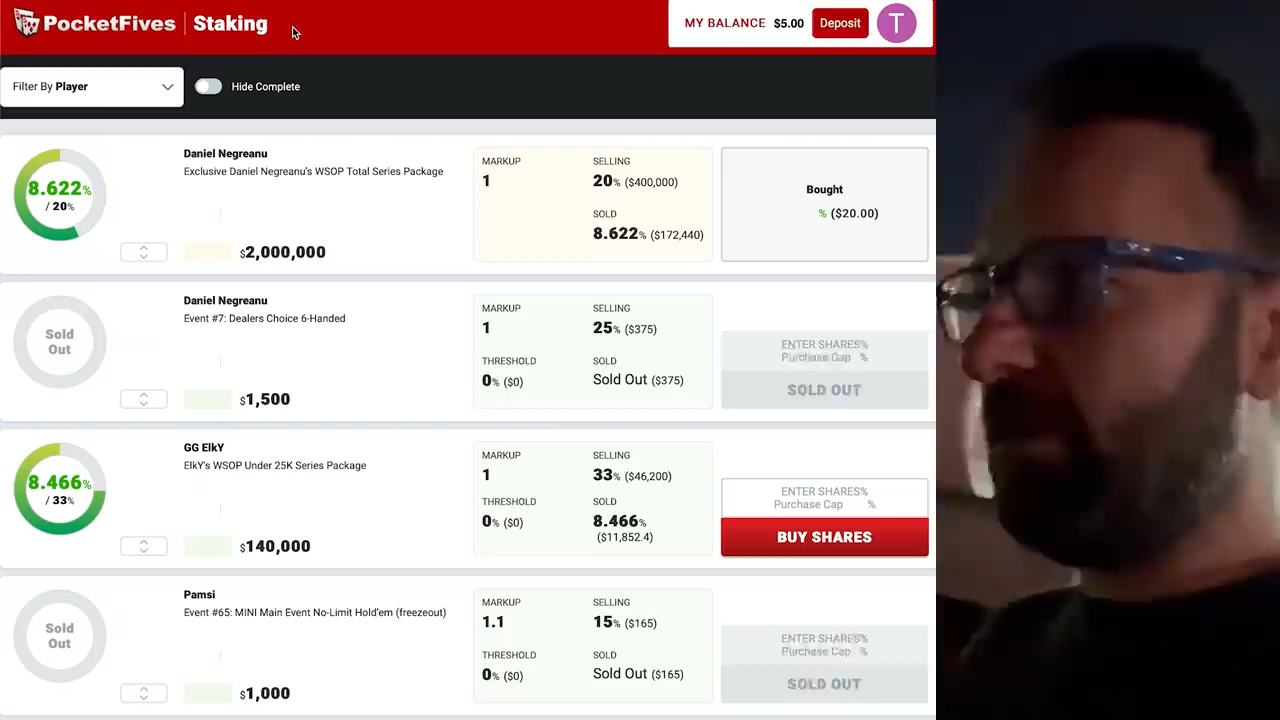 PocketFives Staking
MY BALANCE $5.00 Deposit T
Filter By Player Hide Complete
Daniel Negreanu
Exclusive Daniel Negreanu's WSOP Total Series Package
8.622%
/ 20%
$2,000,000
MARKUP
1
SELLING
20% ($400,000)
SOLD
8.622% ($172,440)
Bought
% ($20.00)
Daniel Negreanu
Event #7: Dealers Choice 6-Handed
Sold
Out
$1,500
MARKUP
1
SELLING
25% ($375)
THRESHOLD
0% ($0)
SOLD
Sold Out ($375)
ENTER SHARES%
Purchase Cap %
SOLD OUT
GG ElkY
ElkY's WSOP Under 25K Series Package
8.466%
/ 33%
$140,000
MARKUP
1
SELLING
33% ($46,200)
THRESHOLD
0% ($0)
SOLD
8.466%
($11,852.4)
ENTER SHARES%
Purchase Cap %
BUY SHARES
Pamsi
Event #65: MINI Main Event No-Limit Hold'em (freezeout)
Sold
Out
$1,000
MARKUP
1.1
SELLING
15% ($165)
THRESHOLD
0% ($0)
SOLD
Sold Out ($165)
ENTER SHARES%
Purchase Cap %
SOLD OUT